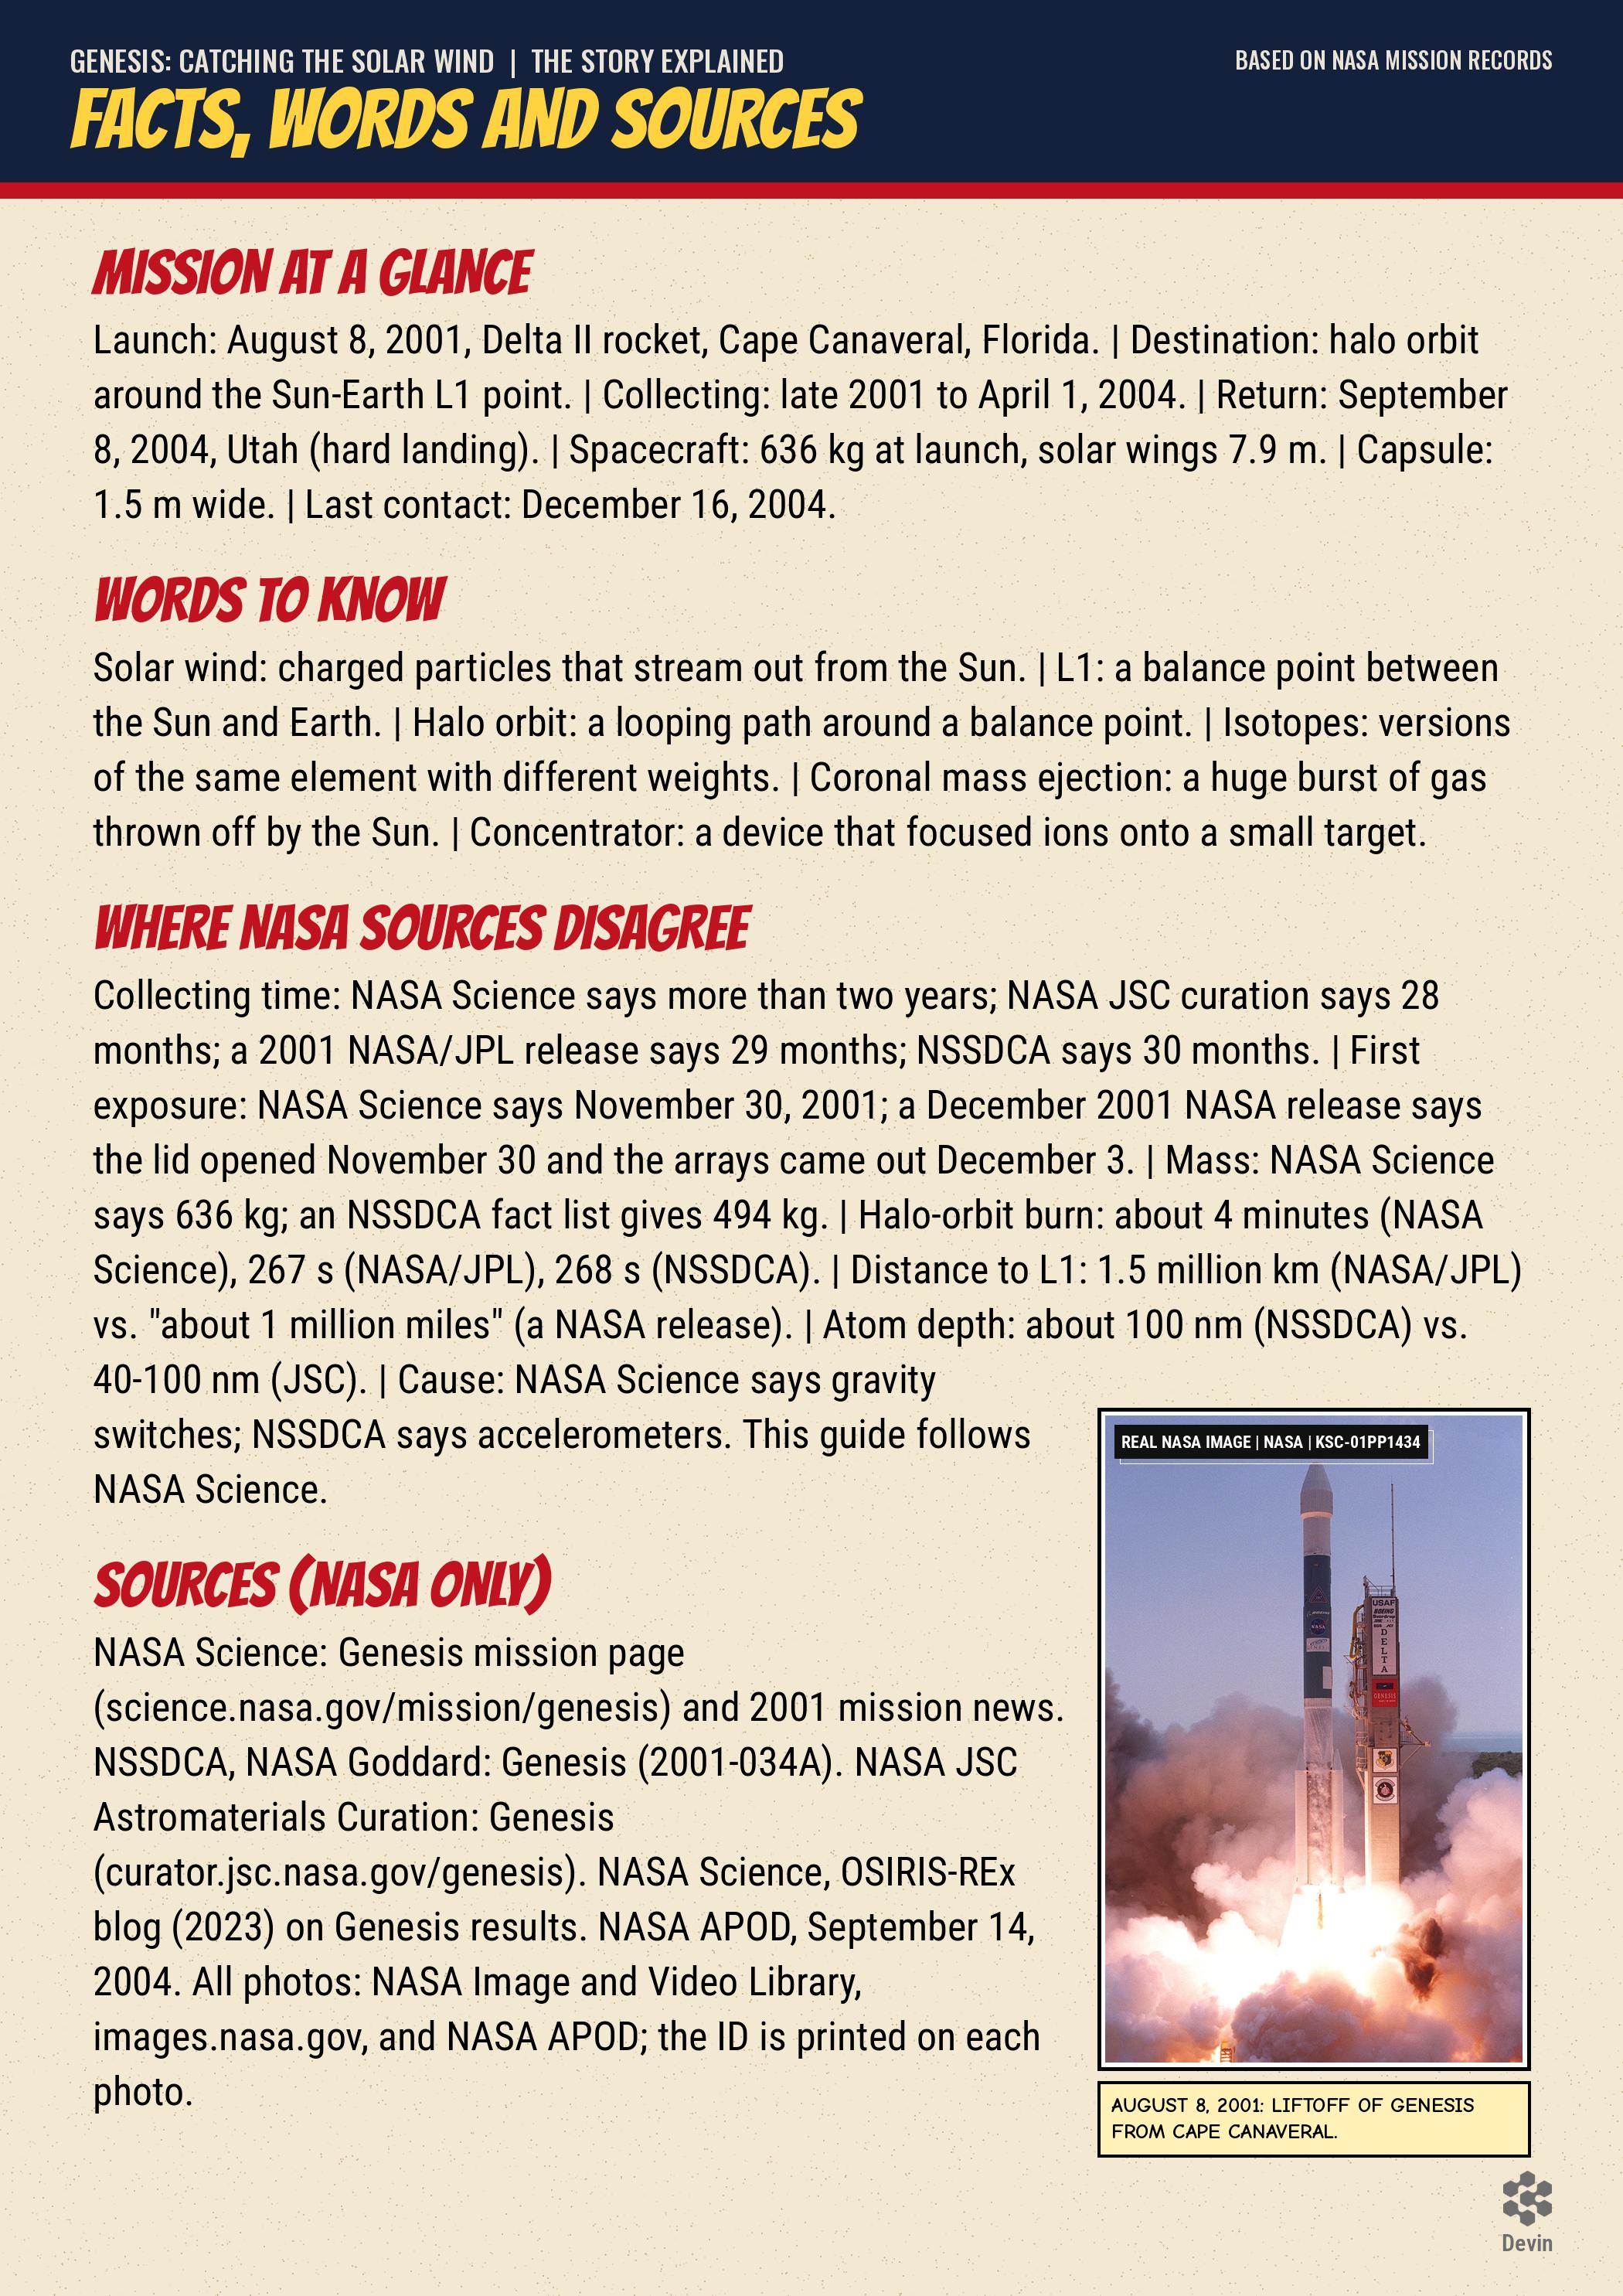 GENESIS: CATCHING THE SOLAR WIND | THE STORY EXPLAINED
BASED ON NASA MISSION RECORDS
FACTS, WORDS AND SOURCES
MISSION AT A GLANCE
Launch: August 8, 2001, Delta II rocket, Cape Canaveral, Florida. | Destination: halo orbit
around the Sun-Earth L1 point. | Collecting: late 2001 to April 1, 2004. | Return: September
8, 2004, Utah (hard landing). | Spacecraft: 636 kg at launch, solar wings 7.9 m. | Capsule:
1.5 m wide. | Last contact: December 16, 2004.
WORDS TO KNOW
Solar wind: charged particles that stream out from the Sun. | L1: a balance point between
the Sun and Earth. | Halo orbit: a looping path around a balance point. | Isotopes: versions
of the same element with different weights. | Coronal mass ejection: a huge burst of gas
thrown off by the Sun. | Concentrator: a device that focused ions onto a small target.
WHERE NASA SOURCES DISAGREE
Collecting time: NASA Science says more than two years; NASA JSC curation says 28
months; a 2001 NASA/JPL release says 29 months; NSSDCA says 30 months. | First
exposure: NASA Science says November 30, 2001; a December 2001 NASA release says
the lid opened November 30 and the arrays came out December 3. | Mass: NASA Science
says 636 kg; an NSSDCA fact list gives 494 kg. | Halo-orbit burn: about 4 minutes (NASA
Science), 267 s (NASA/JPL), 268 s (NSSDCA). | Distance to L1: 1.5 million km (NASA/JPL)
vs. "about 1 million miles" (a NASA release). | Atom depth: about 100 nm (NSSDCA) vs.
40-100 nm (JSC). | Cause: NASA Science says gravity
switches; NSSDCA says accelerometers. This guide follows
NASA Science.
SOURCES (NASA ONLY)
NASA Science: Genesis mission page
(science.nasa.gov/mission/genesis) and 2001 mission news.
NSSDCA, NASA Goddard: Genesis (2001-034A). NASA JSC
Astromaterials Curation: Genesis
(curator.jsc.nasa.gov/genesis). NASA Science, OSIRIS-REx
blog (2023) on Genesis results. NASA APOD, September 14,
2004. All photos: NASA Image and Video Library,
images.nasa.gov, and NASA APOD; the ID is printed on each
photo.
REAL NASA IMAGE | NASA | KSC-01PP1434
USAF
BOEING
DELTA
GENESIS
NASA
AUGUST 8, 2001: LIFTOFF OF GENESIS
FROM CAPE CANAVERAL.
Devin